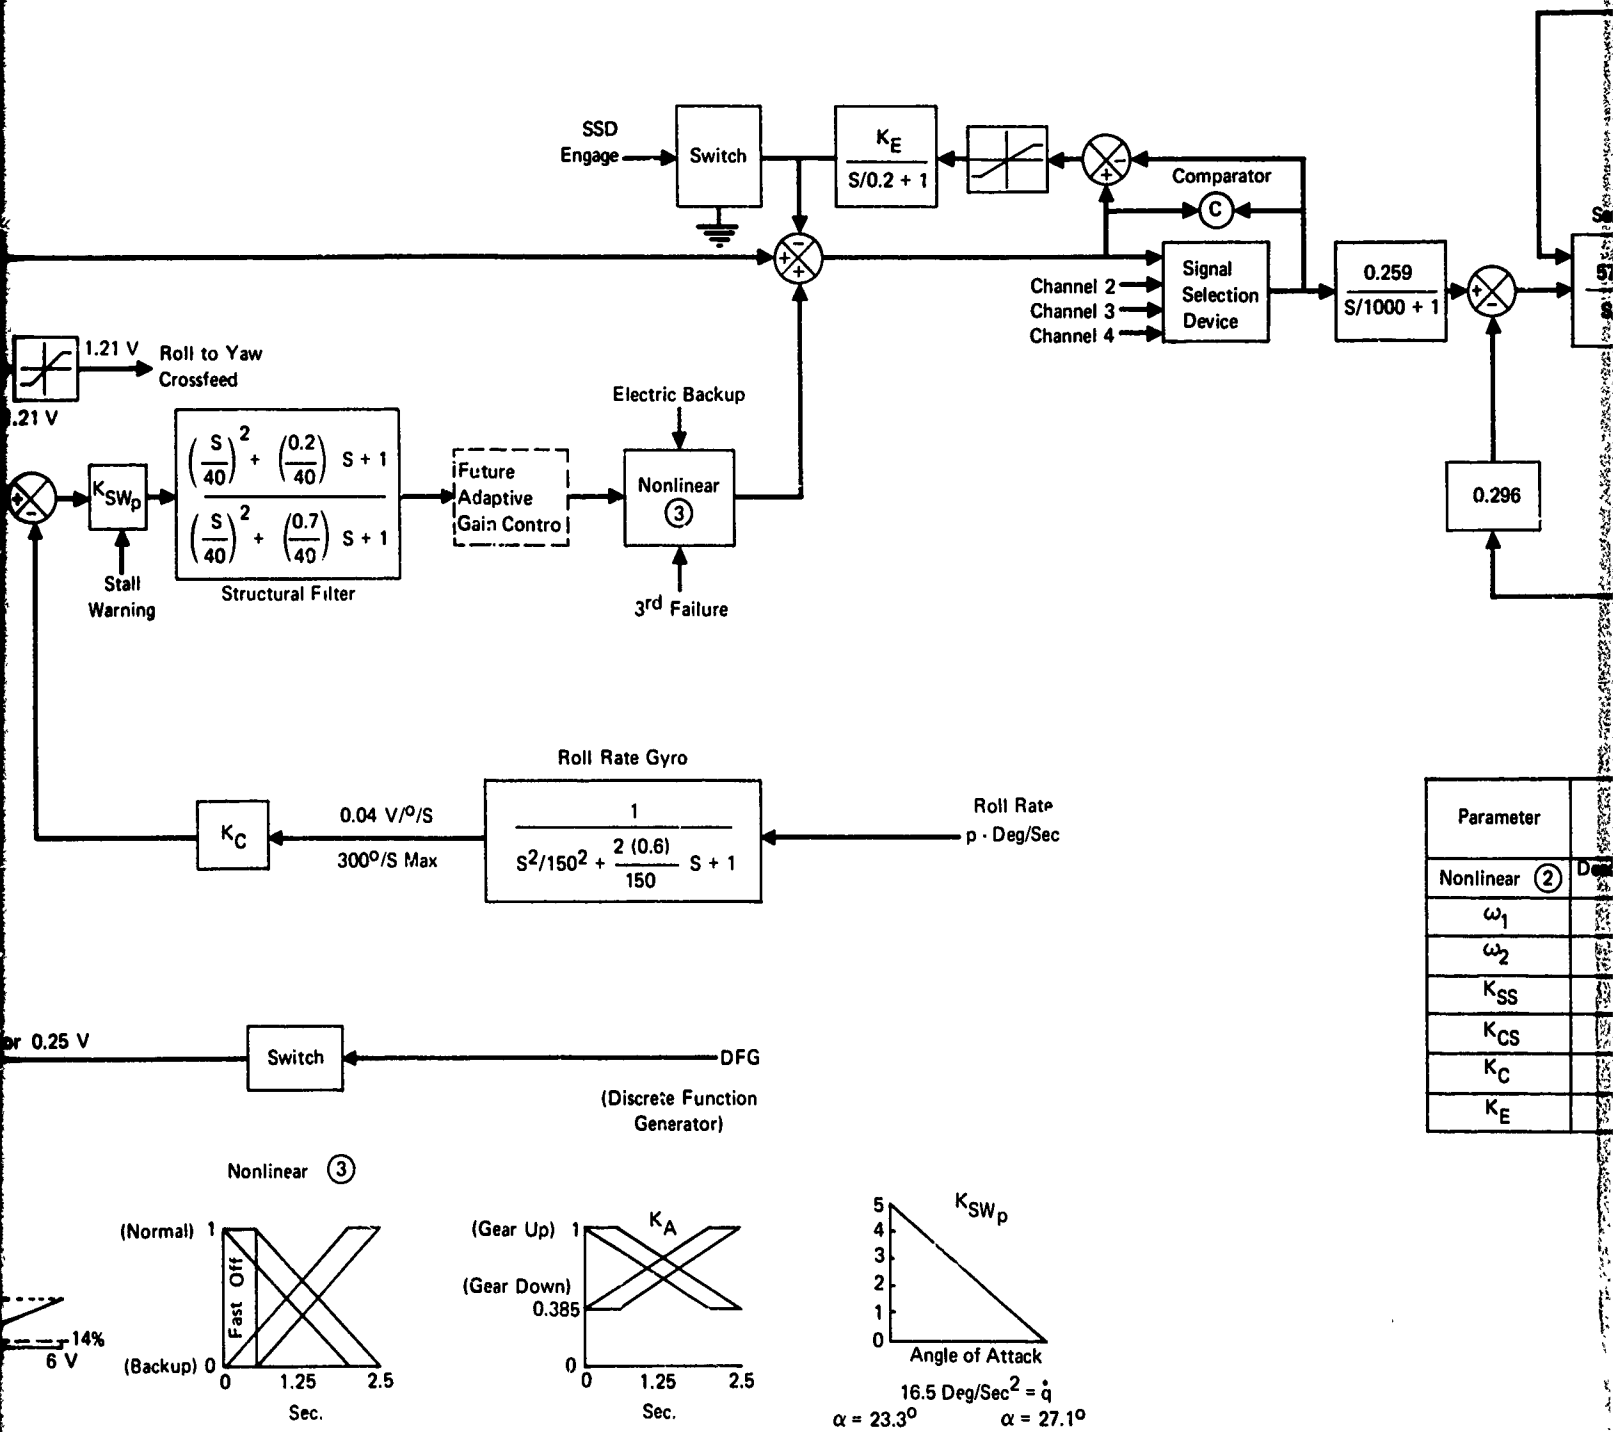 SSD
Engage
Switch
K_E
S/0.2 + 1
−
+
Comparator
C
−
+
+
Signal
Selection
Device
Channel 2
Channel 3
Channel 4
0.259
S/1000 + 1
+
−
57
0.296
1.21 V
Roll to Yaw
Crossfeed
.21 V
Electric Backup
(S/40)² + (0.2/40) S + 1
(S/40)² + (0.7/40) S + 1
Structural Filter
+
−
K_SWp
Stall
Warning
Future
Adaptive
Gain Contro
Nonlinear
③
3rd Failure
Roll Rate Gyro
1
S²/150² + 2 (0.6)/150 S + 1
Roll Rate
p · Deg/Sec
0.04 V/°/S
300°/S Max
K_C
Parameter
Nonlinear ②
ω₁
ω₂
K_SS
K_CS
K_C
K_E
or 0.25 V
Switch
DFG
(Discrete Function
Generator)
Nonlinear ③
(Normal) 1
Fast Off
(Backup) 0
0 1.25 2.5
Sec.
14%
6 V
K_A
(Gear Up) 1
(Gear Down)
0.385
0
0 1.25 2.5
Sec.
K_SWp
5
4
3
2
1
0
Angle of Attack
16.5 Deg/Sec² = q̇
α = 23.3° α = 27.1°